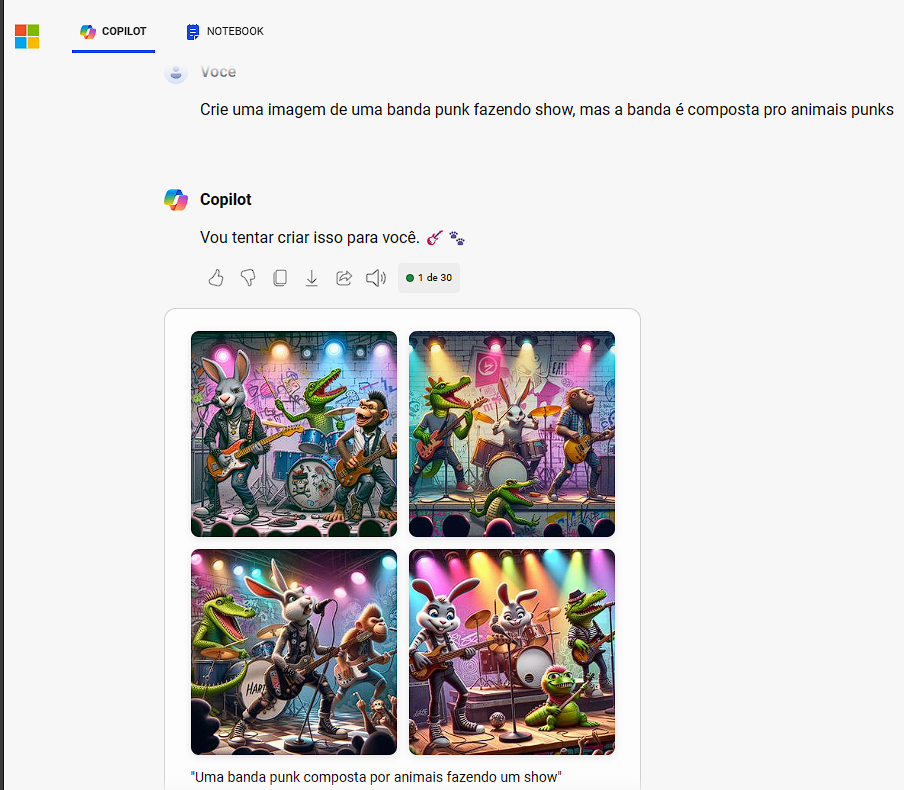 COPILOT
NOTEBOOK
Você
Crie uma imagem de uma banda punk fazendo show, mas a banda é composta pro animais punks
Copilot
Vou tentar criar isso para você.
1 de 30
"Uma banda punk composta por animais fazendo um show"